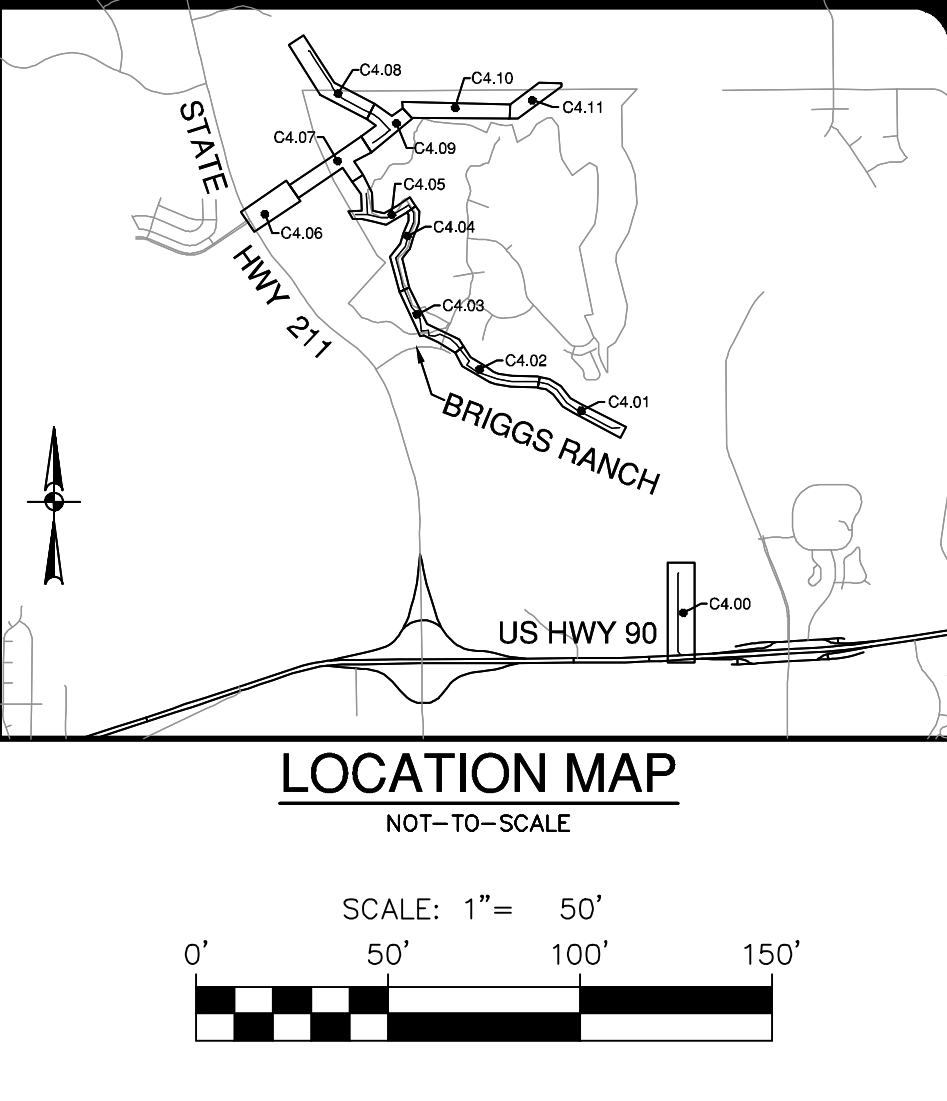 C4.08
C4.10
C4.11
STATE
C4.07
C4.09
C4.05
C4.06
C4.04
HWY 211
C4.03
C4.02
C4.01
BRIGGS RANCH
C4.00
US HWY 90
LOCATION MAP
NOT-TO-SCALE
SCALE: 1"= 50'
0' 50' 100' 150'